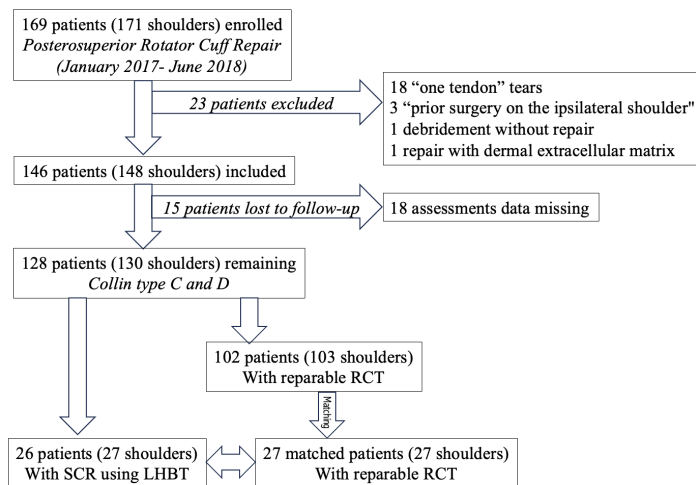 169 patients (171 shoulders) enrolled
Posterosuperior Rotator Cuff Repair
(January 2017- June 2018)
23 patients excluded
18 “one tendon” tears
3 “prior surgery on the ipsilateral shoulder"
1 debridement without repair
1 repair with dermal extracellular matrix
146 patients (148 shoulders) included
15 patients lost to follow-up
18 assessments data missing
128 patients (130 shoulders) remaining
Collin type C and D
102 patients (103 shoulders)
With reparable RCT
Matching
26 patients (27 shoulders)
With SCR using LHBT
27 matched patients (27 shoulders)
With reparable RCT